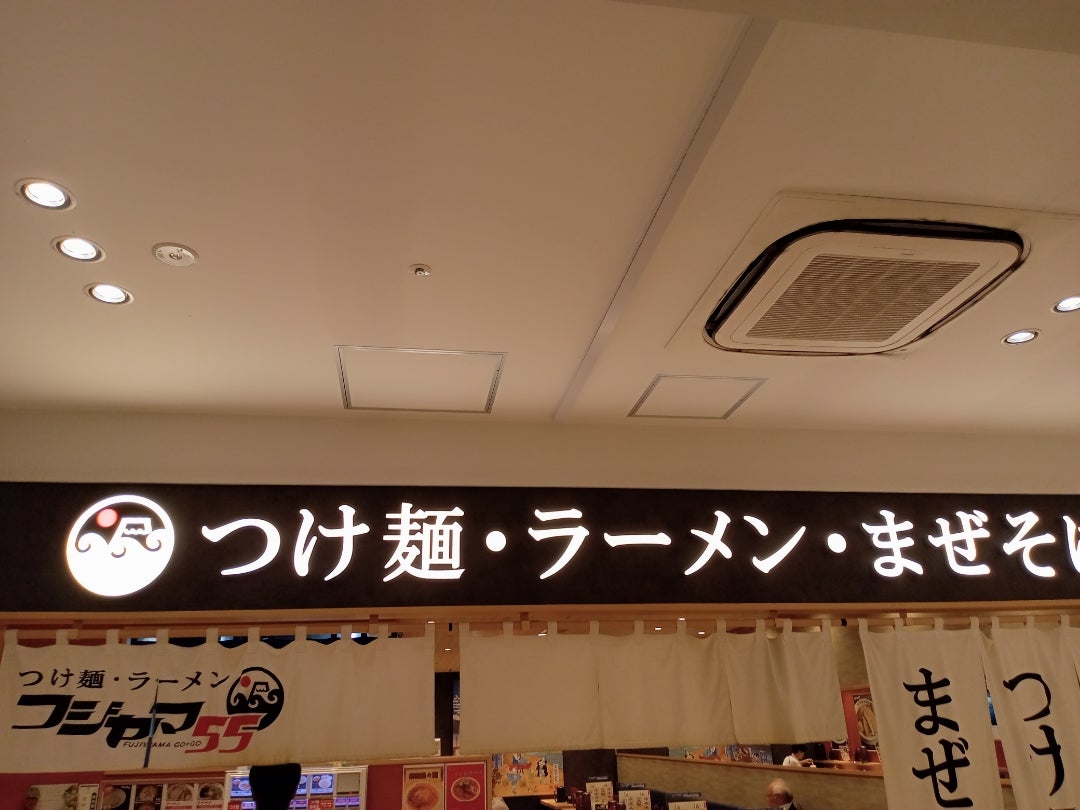 つけ麺・ラーメン・まぜそ
つけ麺・ラーメン
フジヤマ55
FUJIYAMA GO•GO
まぜ
つけ